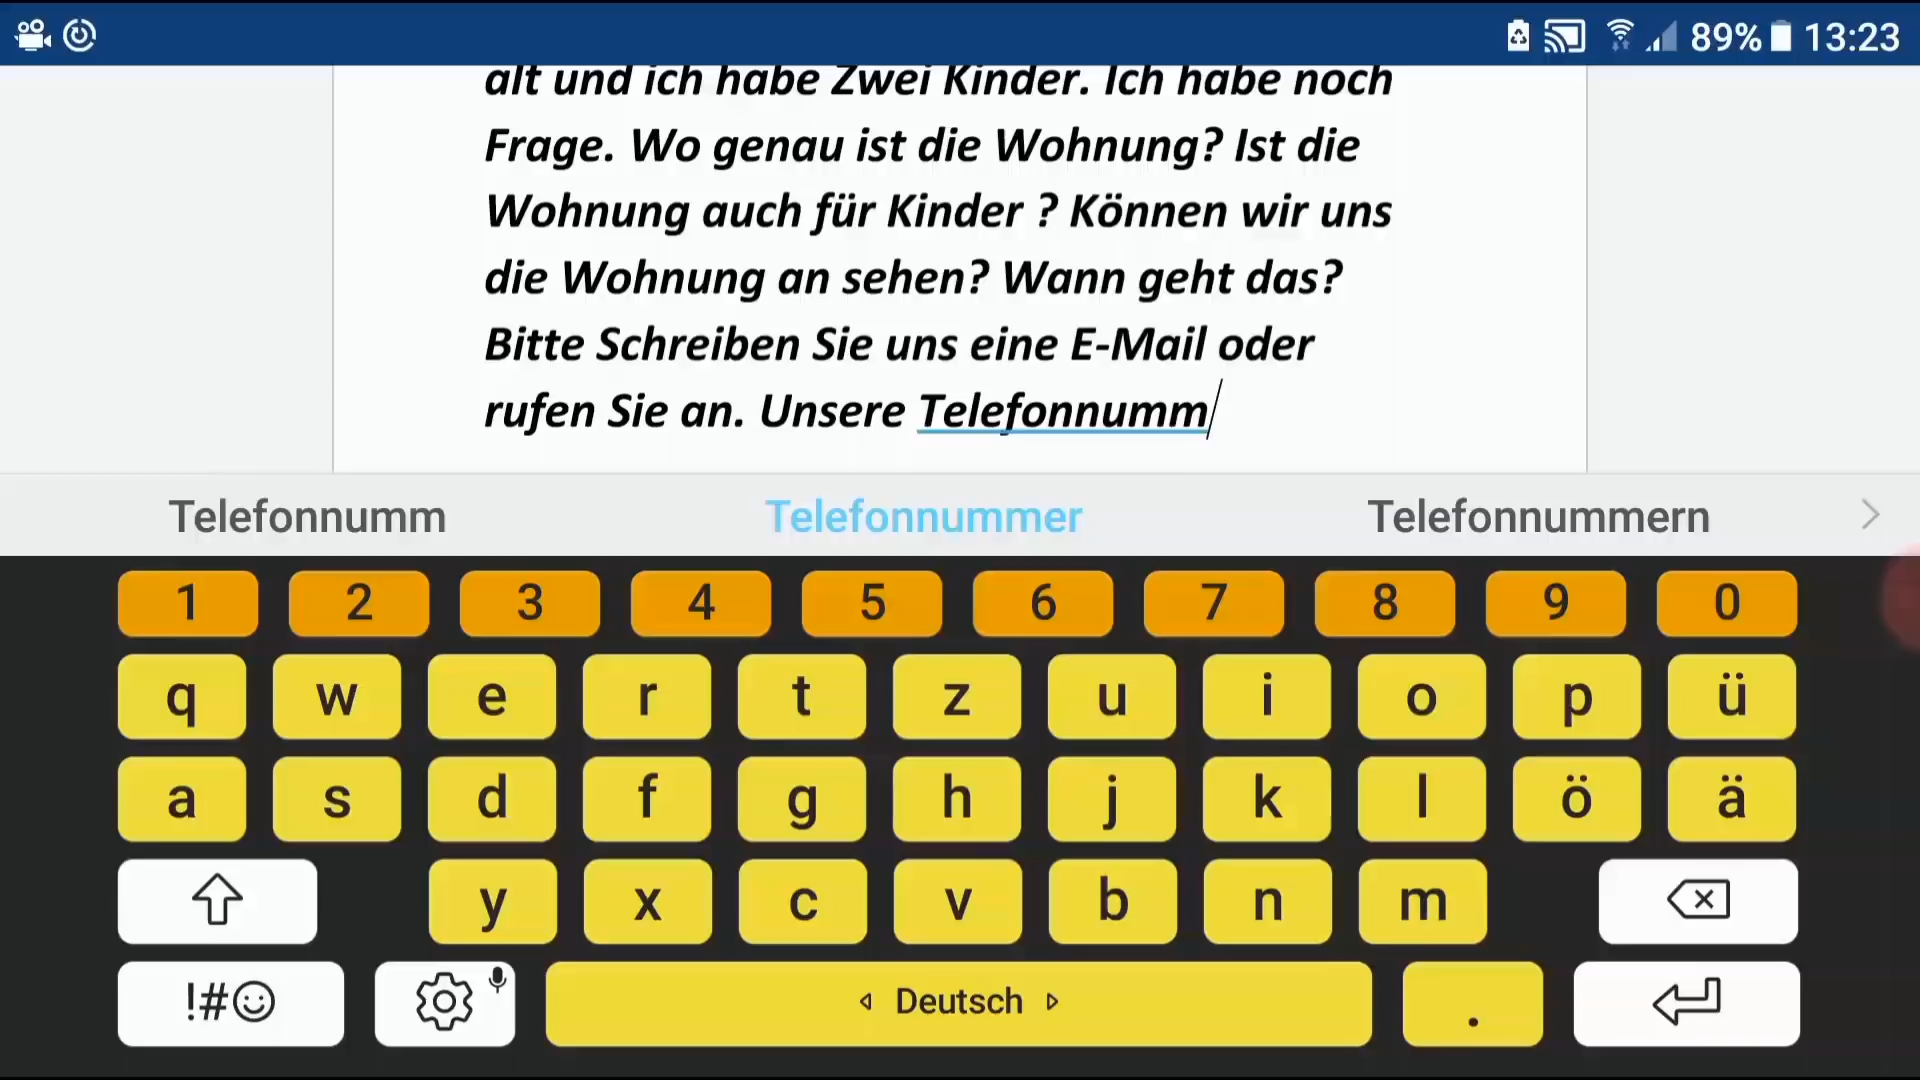 89% 13:23
alt und ich habe Zwei Kinder. Ich habe noch
Frage. Wo genau ist die Wohnung? Ist die
Wohnung auch für Kinder ? Können wir uns
die Wohnung an sehen? Wann geht das?
Bitte Schreiben Sie uns eine E-Mail oder
rufen Sie an. Unsere Telefonnumm
Telefonnumm Telefonnummer Telefonnummern
1 2 3 4 5 6 7 8 9 0
q w e r t z u i o p ü
a s d f g h j k l ö ä
y x c v b n m
!#☺ Deutsch .